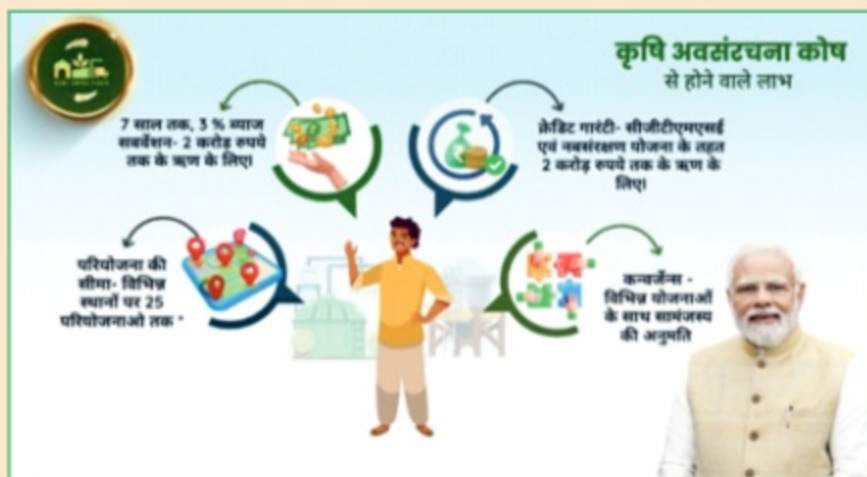 कृषि अवसंरचना कोष
से होने वाले लाभ
7 साल तक, 3 % ब्याज
सबवेंशन- 2 करोड़ रुपये
तक के ऋण के लिए।
क्रेडिट गारंटी- सीजीटीएमएसई
एवं नबसंरक्षण योजना के तहत
2 करोड़ रुपये तक के ऋण के
लिए।
परियोजना की
सीमा- विभिन्न
स्थानों पर 25
परियोजनाओ तक *
कन्वर्जेन्स -
विभिन्न योजनाओं
के साथ सामंजस्य
की अनुमति